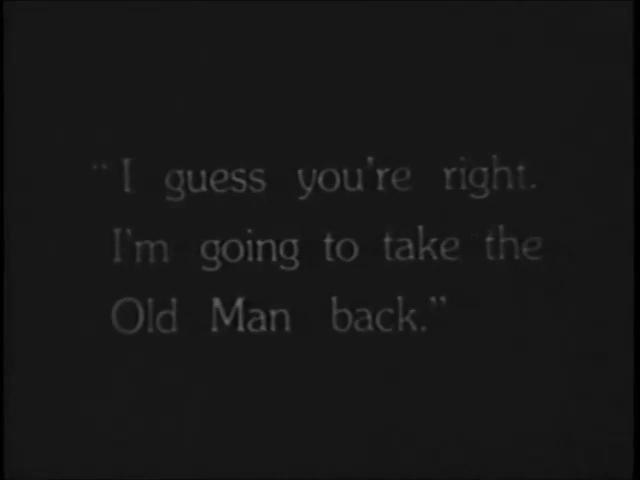 “I guess you're right.
I'm going to take the
Old Man back.”